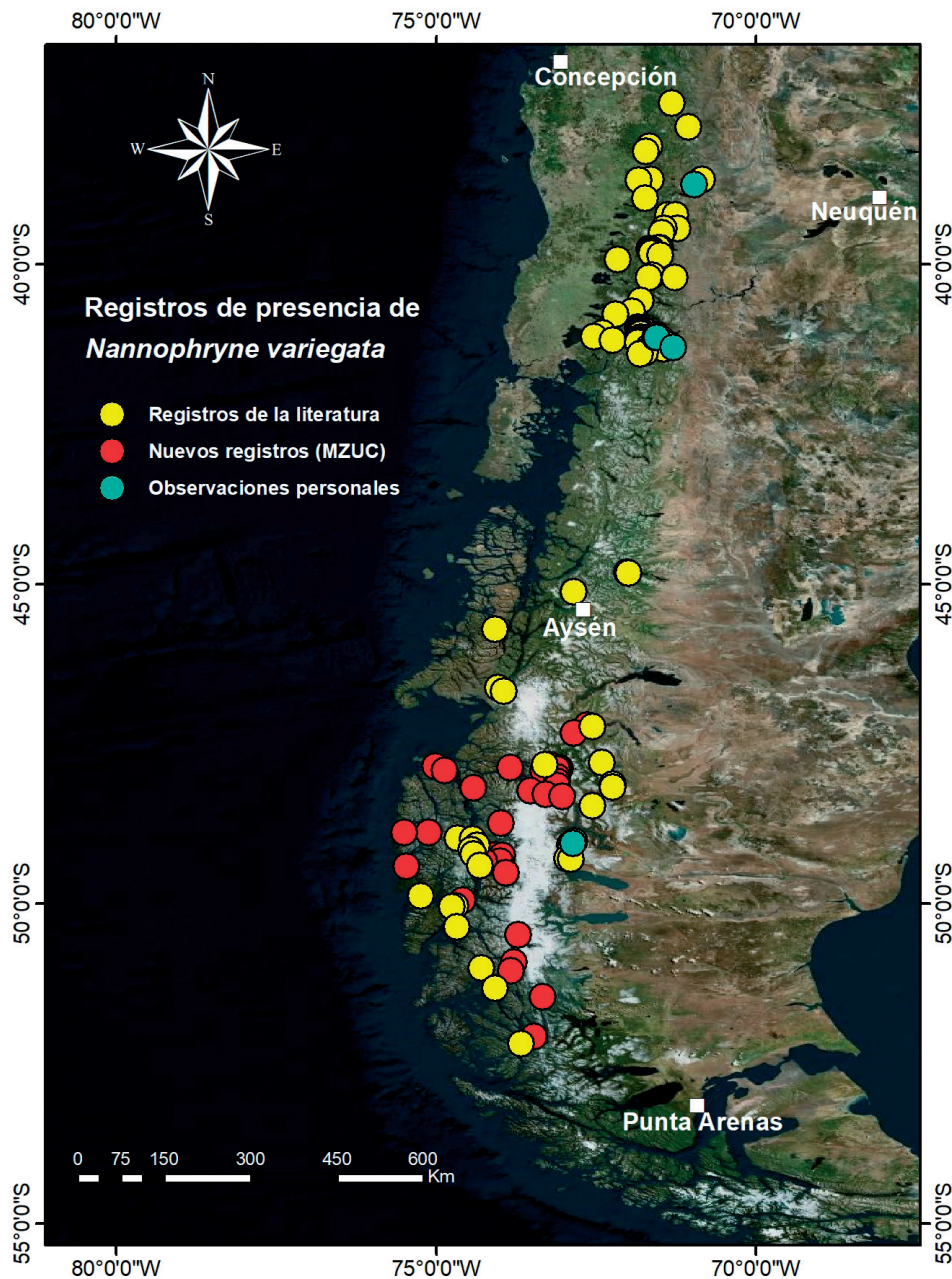 80°0'0"W 75°0'0"W 70°0'0"W
N
W E
S
Concepción
Neuquén
40°0'0"S 40°0'0"S
Registros de presencia de
Nannophryne variegata
Registros de la literatura
Nuevos registros (MZUC)
Observaciones personales
45°0'0"S 45°0'0"S
Aysén
50°0'0"S 50°0'0"S
Punta Arenas
0 75 150 300 450 600
Km
55°0'0"S 55°0'0"S
80°0'0"W 75°0'0"W 70°0'0"W